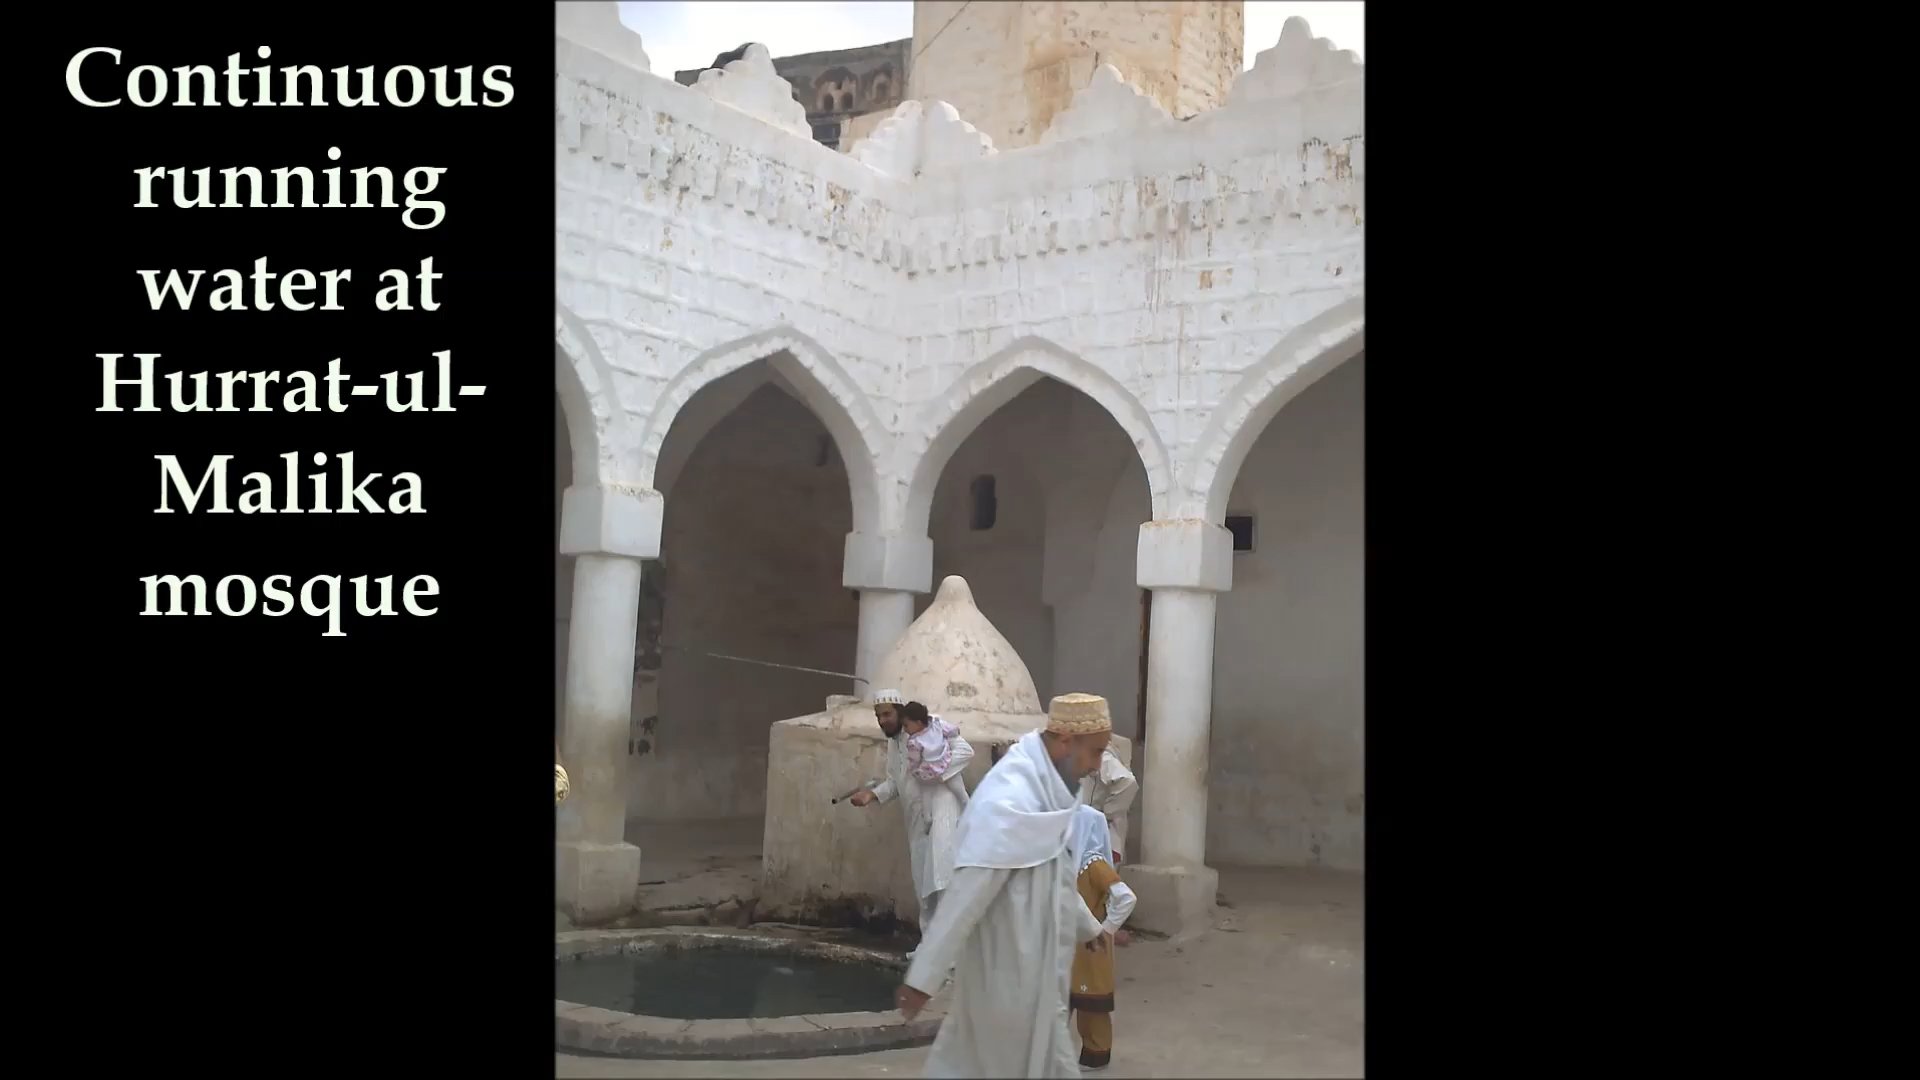 Continuous
running
water at
Hurrat-ul-
Malika
mosque